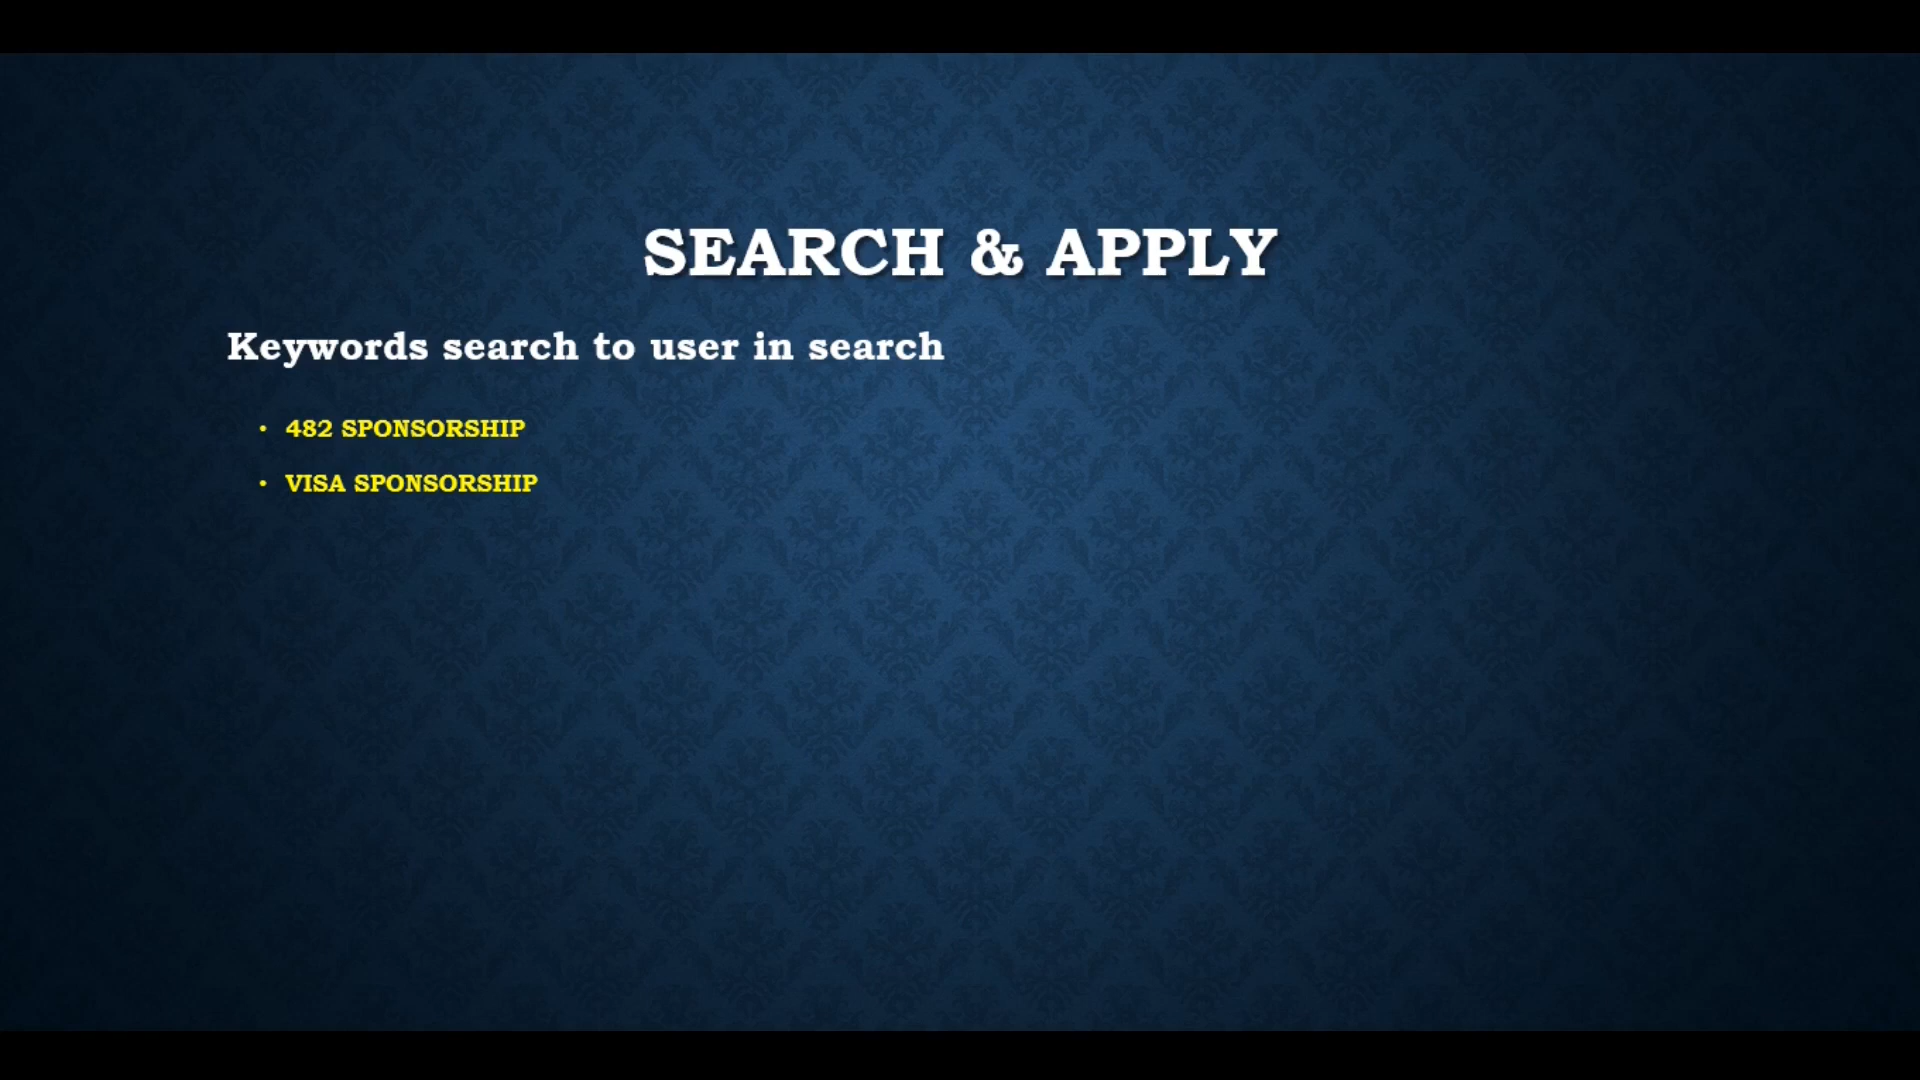 SEARCH & APPLY
Keywords search to user in search
• 482 SPONSORSHIP
• VISA SPONSORSHIP